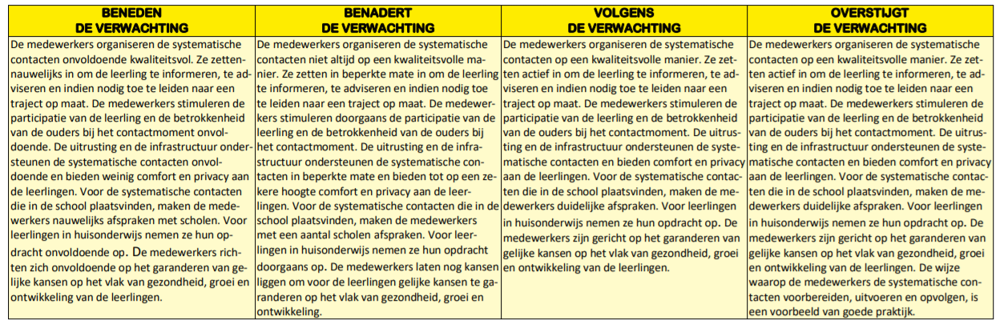 BENEDEN
DE VERWACHTING
De medewerkers organiseren de systematische
contacten onvoldoende kwaliteitsvol. Ze zetten-
nauwelijks in om de leerling te informeren, te ad-
viseren en indien nodig toe te leiden naar een
traject op maat. De medewerkers stimuleren de
participatie van de leerling en de betrokkenheid
van de ouders bij het contactmoment onvol-
doende. De uitrusting en de infrastructuur onder-
steunen de systematische contacten onvol-
doende en bieden weinig comfort en privacy aan
de leerlingen. Voor de systematische contacten
die in de school plaatsvinden, maken de mede-
werkers nauwelijks afspraken met scholen. Voor
leerlingen in huisonderwijs nemen ze hun op-
dracht onvoldoende op. De medewerkers rich-
ten zich onvoldoende op het garanderen van ge-
lijke kansen op het vlak van gezondheid, groei en
ontwikkeling van de leerlingen.
BENADERT
DE VERWACHTING
De medewerkers organiseren de systematische
contacten niet altijd op een kwaliteitsvolle ma-
nier. Ze zetten in beperkte mate in om de leerling
te informeren, te adviseren en indien nodig toe
te leiden naar een traject op maat. De medewer-
kers stimuleren doorgaans de participatie van de
leerling en de betrokkenheid van de ouders bij
het contactmoment. De uitrusting en de infra-
structuur ondersteunen de systematische con-
tacten in beperkte mate en bieden tot op een ze-
kere hoogte comfort en privacy aan de leer-
lingen. Voor de systematische contacten die in de
school plaatsvinden, maken de medewerkers
met een aantal scholen afspraken. Voor leer-
lingen in huisonderwijs nemen ze hun opdracht
doorgaans op. De medewerkers laten nog kansen
liggen om voor de leerlingen gelijke kansen te ga-
randeren op het vlak van gezondheid, groei en
ontwikkeling.
VOLGENS
DE VERWACHTING
De medewerkers organiseren de systematische
contacten op een kwaliteitsvolle manier. Ze zet-
ten actief in om de leerling te informeren, te ad-
viseren en indien nodig toe te leiden naar een
traject op maat. De medewerkers stimuleren de
participatie van de leerling en de betrokkenheid
van de ouders bij het contactmoment. De uitrus-
ting en de infrastructuur ondersteunen de syste-
matische contacten en bieden comfort en privacy
aan de leerlingen. Voor de systematische contac-
ten die in de school plaatsvinden, maken de me-
dewerkers duidelijke afspraken. Voor leerlingen
in huisonderwijs nemen ze hun opdracht op. De
medewerkers zijn gericht op het garanderen van
gelijke kansen op het vlak van gezondheid, groei
en ontwikkeling van de leerlingen.
OVERSTIJGT
DE VERWACHTING
De medewerkers organiseren de systematische
contacten op een kwaliteitsvolle manier. Ze zet-
ten actief in om de leerling te informeren, te ad-
viseren en indien nodig toe te leiden naar een
traject op maat. De medewerkers stimuleren de
participatie van de leerling en de betrokkenheid
van de ouders bij het contactmoment. De uitrus-
ting en de infrastructuur ondersteunen de syste-
matische contacten en bieden comfort en privacy
aan de leerlingen. Voor de systematische contac-
ten die in de school plaatsvinden, maken de me-
dewerkers duidelijke afspraken. Voor leerlingen
in huisonderwijs nemen ze hun opdracht op. De
medewerkers zijn gericht op het garanderen van
gelijke kansen op het vlak van gezondheid, groei
en ontwikkeling van de leerlingen. De wijze
waarop de medewerkers de systematische con-
tacten voorbereiden, uitvoeren en opvolgen, is
een voorbeeld van goede praktijk.